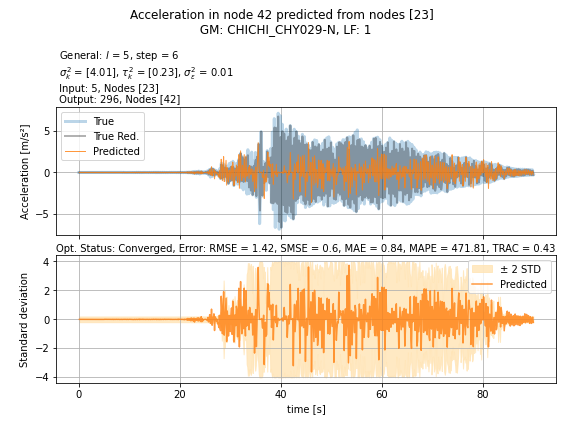 Acceleration in node 42 predicted from nodes [23]
GM: CHICHI_CHY029-N, LF: 1
General: l = 5, step = 6
σ²ₖ = [4.01], τ²ₖ = [0.23], σ²ε = 0.01
Input: 5, Nodes [23]
Output: 296, Nodes [42]
True
True Red.
Predicted
Acceleration [m/s²]
5
0
−5
Opt. Status: Converged, Error: RMSE = 1.42, SMSE = 0.6, MAE = 0.84, MAPE = 471.81, TRAC = 0.43
± 2 STD
Predicted
Standard deviation
4
2
0
−2
−4
0 20 40 60 80
time [s]